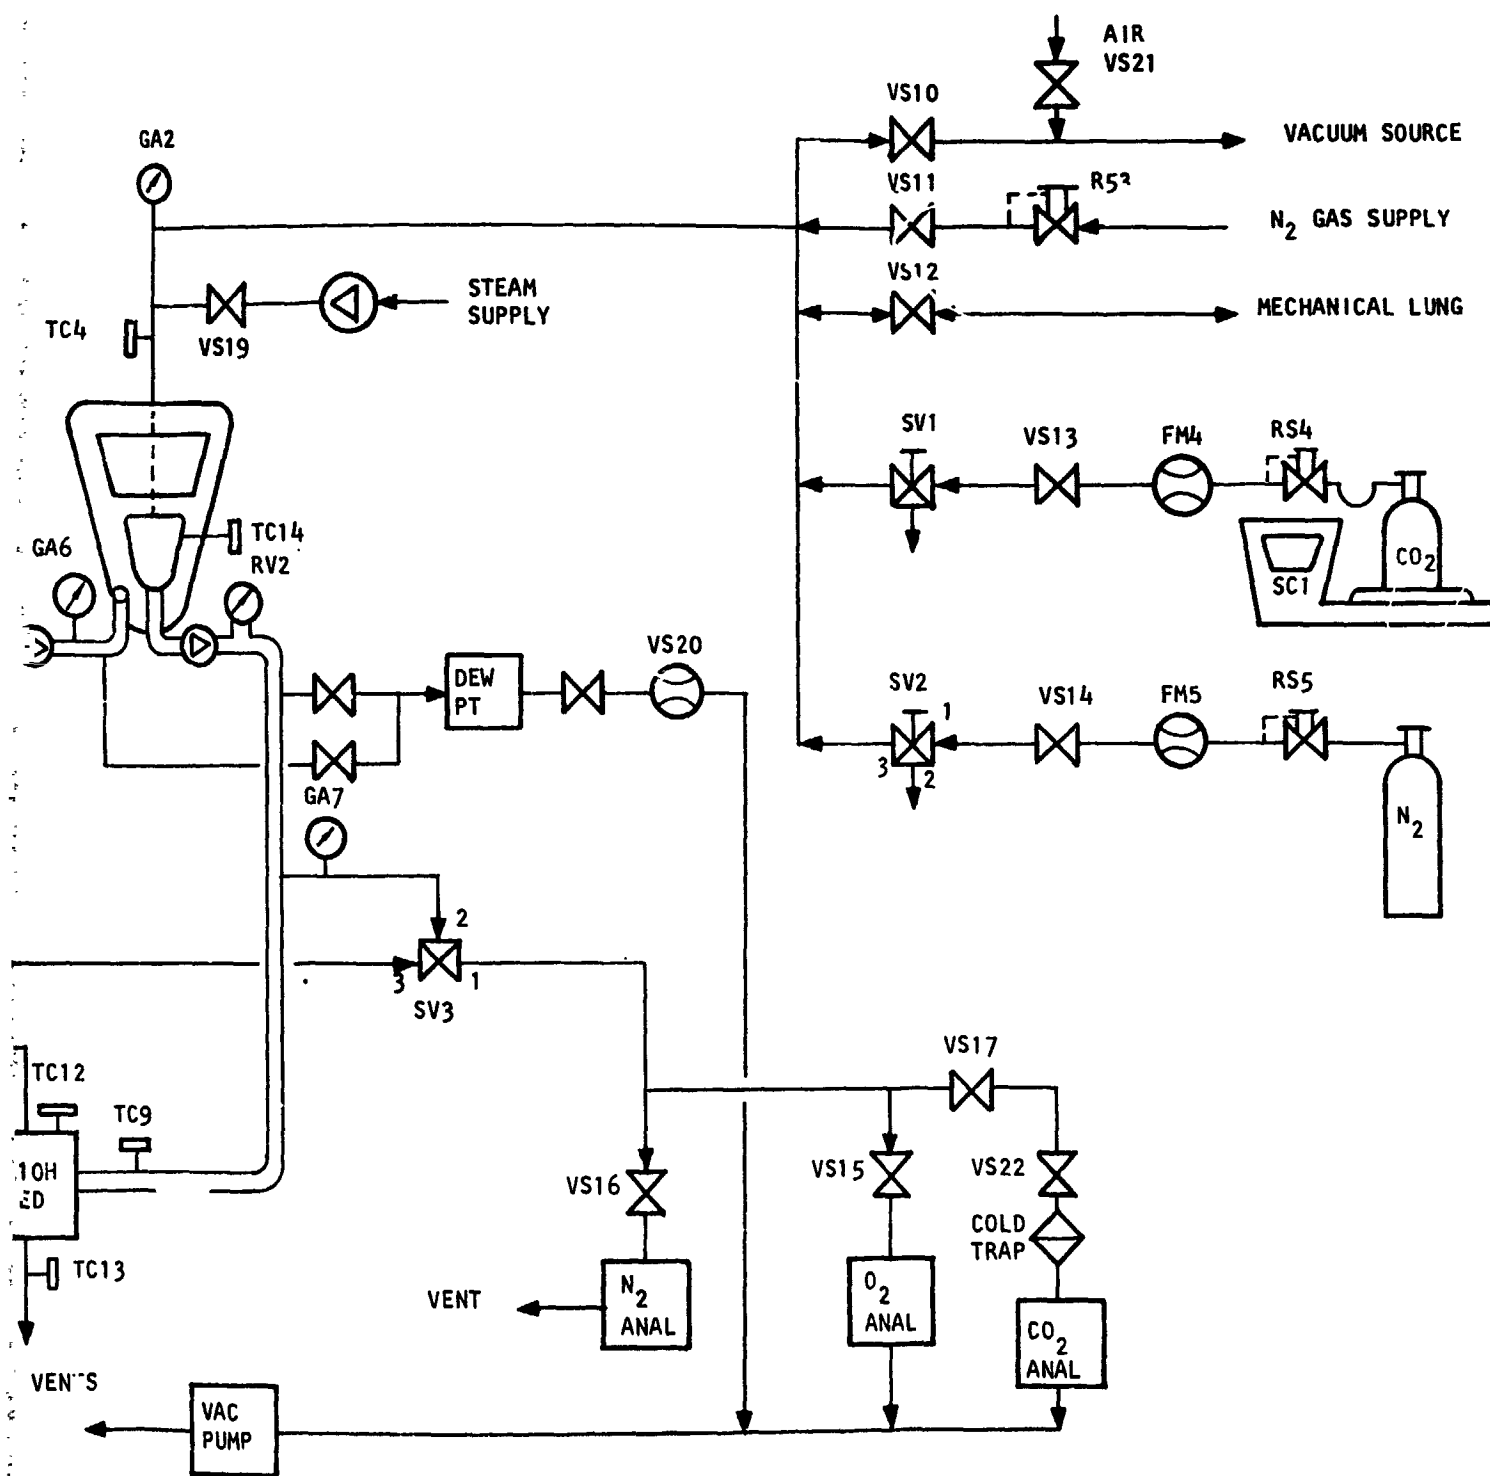 AIR
VS21
VS10
VACUUM SOURCE
GA2
VS11
N2 GAS SUPPLY
VS12
STEAM
SUPPLY
MECHANICAL LUNG
TC4
VS19
SV1
VS13
FM4
RS4
TC14
GA6
RV2
CO2
SC1
DEW
PT
VS20
SV2
1
VS14
FM5
RS5
3
2
GA7
N2
2
3
1
SV3
VS17
TC12
TC9
10H
ED
VS16
VS15
VS22
COLD
TRAP
TC13
VENT
N2
ANAL
O2
ANAL
CO2
ANAL
VENTS
VAC
PUMP